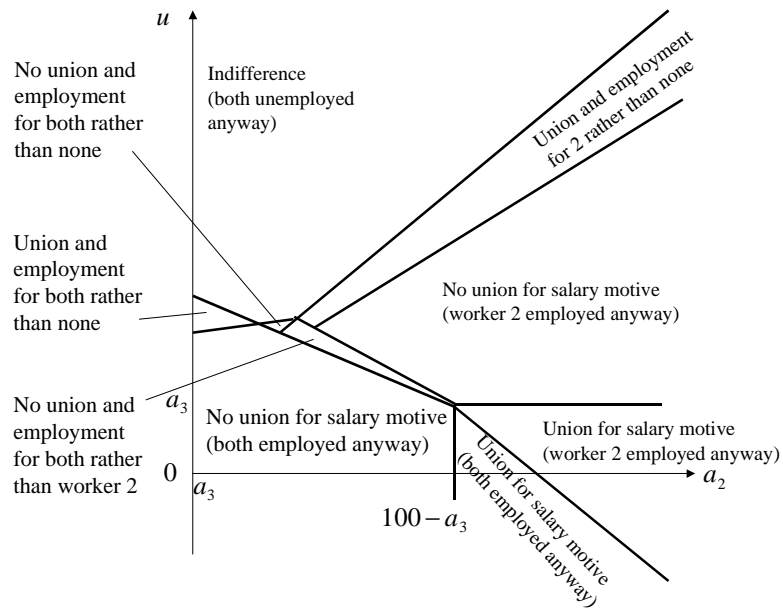 u
No union and
employment
for both rather
than none
Indifference
(both unemployed
anyway)
Union and employment
for 2 rather than none
Union and
employment
for both rather
than none
No union for salary motive
(worker 2 employed anyway)
No union and
employment
for both rather
than worker 2
a₃
No union for salary motive
(both employed anyway)
Union for salary motive
(both employed anyway)
Union for salary motive
(worker 2 employed anyway)
0
a₃
100 − a₃
a₂